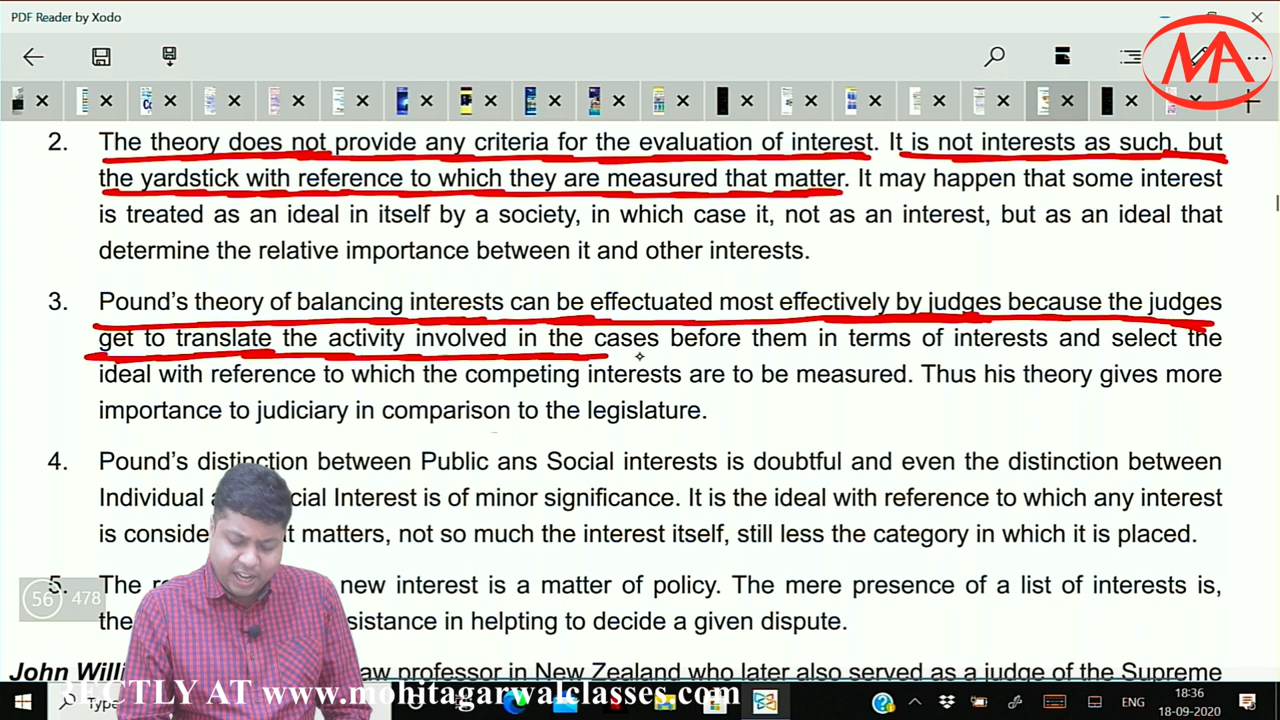 PDF Reader by Xodo
MA
2. The theory does not provide any criteria for the evaluation of interest. It is not interests as such, but
the yardstick with reference to which they are measured that matter. It may happen that some interest
is treated as an ideal in itself by a society, in which case it, not as an interest, but as an ideal that
determine the relative importance between it and other interests.
3. Pound's theory of balancing interests can be effectuated most effectively by judges because the judges
get to translate the activity involved in the cases before them in terms of interests and select the
ideal with reference to which the competing interests are to be measured. Thus his theory gives more
importance to judiciary in comparison to the legislature.
4. Pound's distinction between Public ans Social interests is doubtful and even the distinction between
Individual Interest is of minor significance. It is the ideal with reference to which any interest
is matters, not so much the interest itself, still less the category in which it is placed.
5. The new interest is a matter of policy. The mere presence of a list of interests is,
the in helpting to decide a given dispute.
56 478
John law professor in New Zealand who later also served as a judge of the Supreme
AT www.mohitagarwalclasses.com
ENG
18:36
18-09-2020